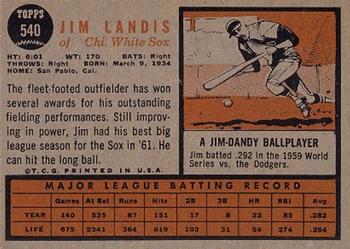 TOPPS
540
JIM LANDIS
of Chi. White Sox
HT: 6:01 WT: 170 BATS: Right
THROWS: Right BORN: March 9, 1934
HOME: San Pablo, Cal.
The fleet-footed outfielder has won
several awards for his outstanding
fielding performances. Still improv-
ing in power, Jim had his best big
league season for the Sox in '61. He
can hit the long ball.
©T.C.G. PRINTED IN U.S.A.
A JIM-DANDY BALLPLAYER
Jim batted .292 in the 1959 World
Series vs. the Dodgers.
MAJOR LEAGUE BATTING RECORD
Games At Bat Runs Hits 2B 3B HR RBI Avg.
YEAR 140 535 87 151 17 8 22 85 .282
LIFE 675 2341 364 619 102 31 64 301 .264